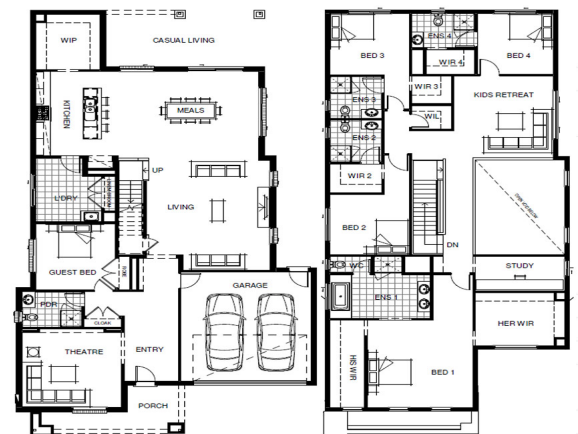 WIP
CASUAL LIVING
KITCHEN
MEALS
UP
L'DRY
LIVING
GUEST BED
ROBE
GARAGE
PDR
CLOAK
THEATRE
ENTRY
PORCH
BED 3
ENS 4
BED 4
WIR 4
WIR 3
KIDS RETREAT
ENS 3
WIL
ENS 2
WIR 2
BED 2
DN
WC
STUDY
ENS 1
HER WIR
HIS WIR
BED 1